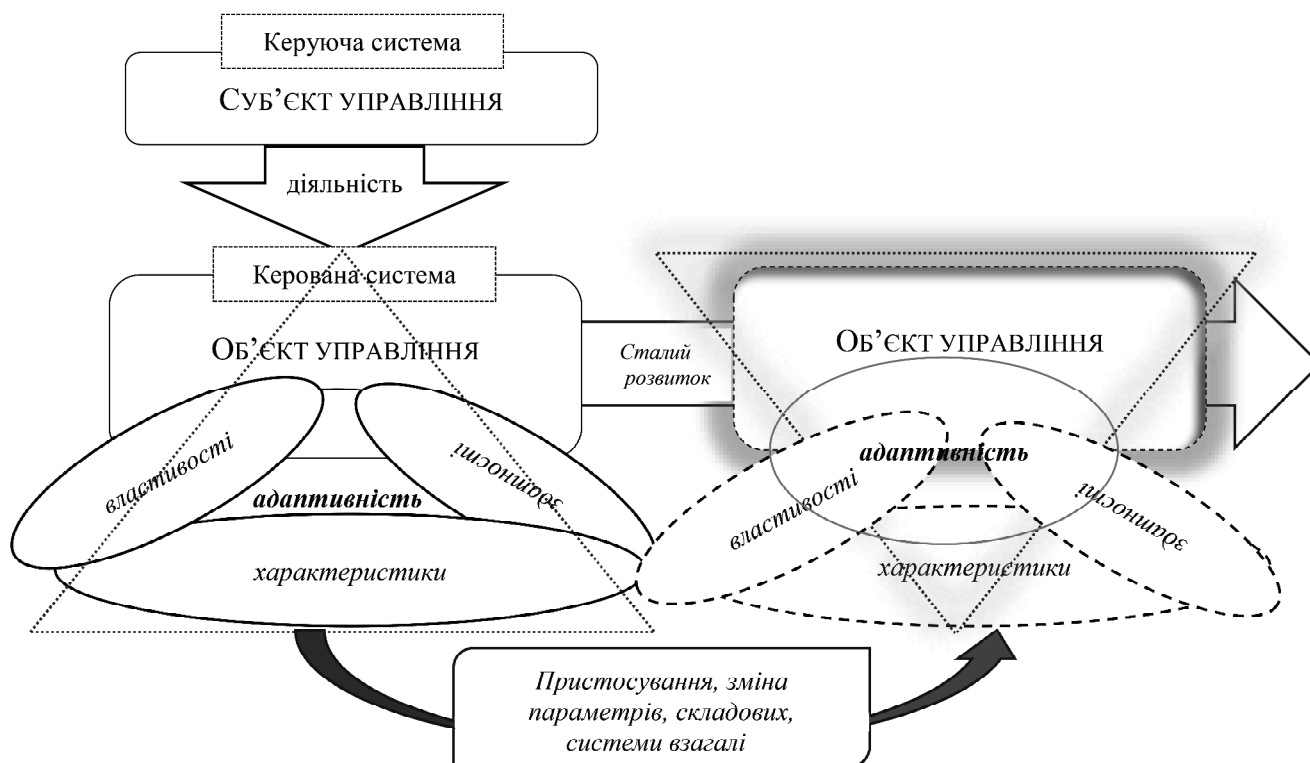 Керуюча система
СУБ’ЄКТ УПРАВЛІННЯ
діяльність
Керована система
ОБ’ЄКТ УПРАВЛІННЯ
Сталий
розвиток
ОБ’ЄКТ УПРАВЛІННЯ
властивості
здатності
адаптивність
характеристики
адаптивність
властивості
здатності
характеристики
Пристосування, зміна
параметрів, складових,
системи взагалі